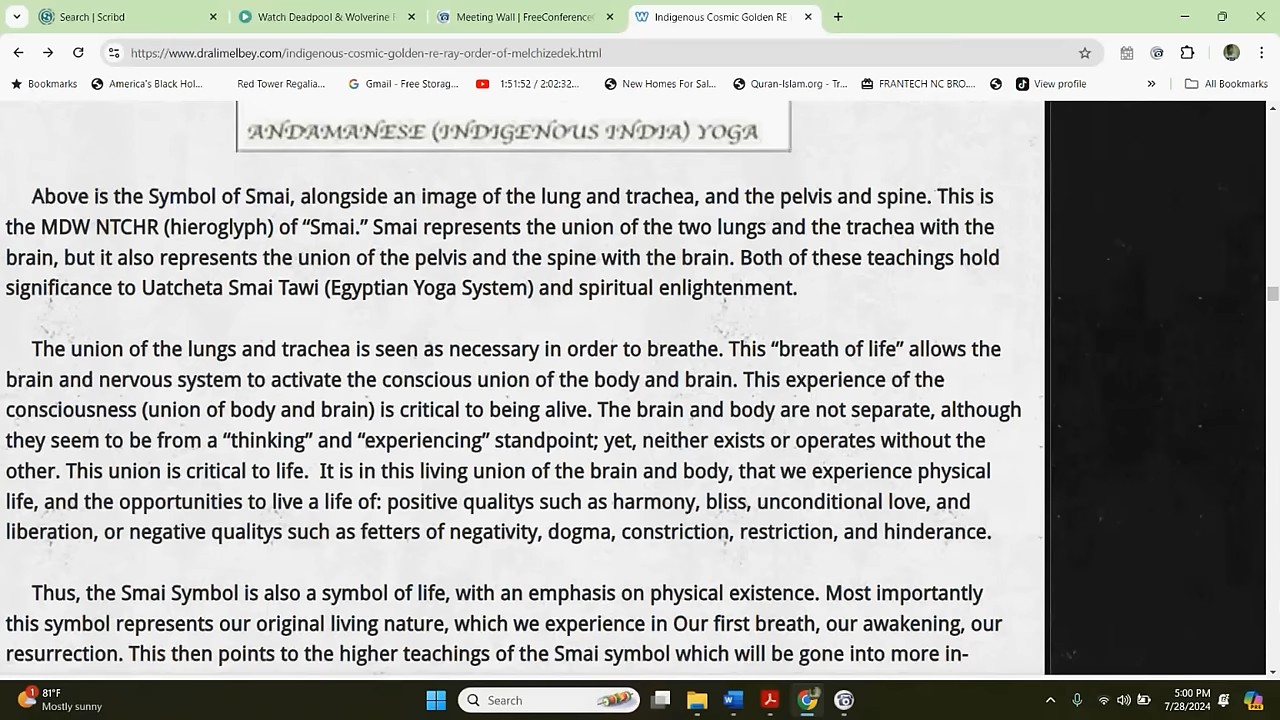 Search | Scribd
Watch Deadpool & Wolverine F
Meeting Wall | FreeConference
Indigenous Cosmic Golden RE
https://www.dralimelbey.com/indigenous-cosmic-golden-re-ray-order-of-melchizedek.html
Bookmarks
America's Black Hol...
Red Tower Regalia...
Gmail - Free Storag...
1:51:52 / 2:02:32...
New Homes For Sal...
Quran-Islam.org - Tr...
FRANTECH NC BRO....
View profile
»
All Bookmarks
ANDAMANESE (INDIGENOUS INDIA) YOGA
Above is the Symbol of Smai, alongside an image of the lung and trachea, and the pelvis and spine. This is
the MDW NTCHR (hieroglyph) of “Smai.” Smai represents the union of the two lungs and the trachea with the
brain, but it also represents the union of the pelvis and the spine with the brain. Both of these teachings hold
significance to Uatcheta Smai Tawi (Egyptian Yoga System) and spiritual enlightenment.
The union of the lungs and trachea is seen as necessary in order to breathe. This “breath of life” allows the
brain and nervous system to activate the conscious union of the body and brain. This experience of the
consciousness (union of body and brain) is critical to being alive. The brain and body are not separate, although
they seem to be from a “thinking” and “experiencing” standpoint; yet, neither exists or operates without the
other. This union is critical to life.  It is in this living union of the brain and body, that we experience physical
life, and the opportunities to live a life of: positive qualitys such as harmony, bliss, unconditional love, and
liberation, or negative qualitys such as fetters of negativity, dogma, constriction, restriction, and hinderance.
Thus, the Smai Symbol is also a symbol of life, with an emphasis on physical existence. Most importantly
this symbol represents our original living nature, which we experience in Our first breath, our awakening, our
resurrection. This then points to the higher teachings of the Smai symbol which will be gone into more in-
1
81°F
Mostly sunny
Search
5:00 PM
7/28/2024